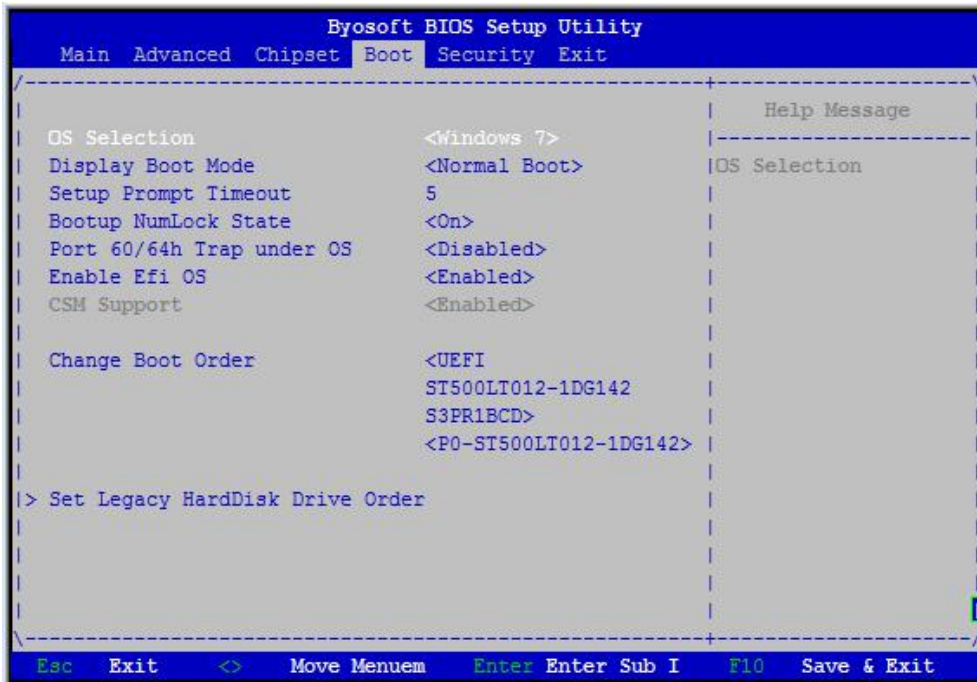 Byosoft BIOS Setup Utility
Main Advanced Chipset Boot Security Exit
Help Message
OS Selection <Windows 7>
OS Selection
Display Boot Mode <Normal Boot>
Setup Prompt Timeout 5
Bootup NumLock State <On>
Port 60/64h Trap under OS <Disabled>
Enable Efi OS <Enabled>
CSM Support <Enabled>
Change Boot Order <UEFI
ST500LT012-1DG142
S3PR1BCD>
<P0-ST500LT012-1DG142>
> Set Legacy HardDisk Drive Order
Esc Exit <> Move Menuem Enter Enter Sub I F10 Save & Exit